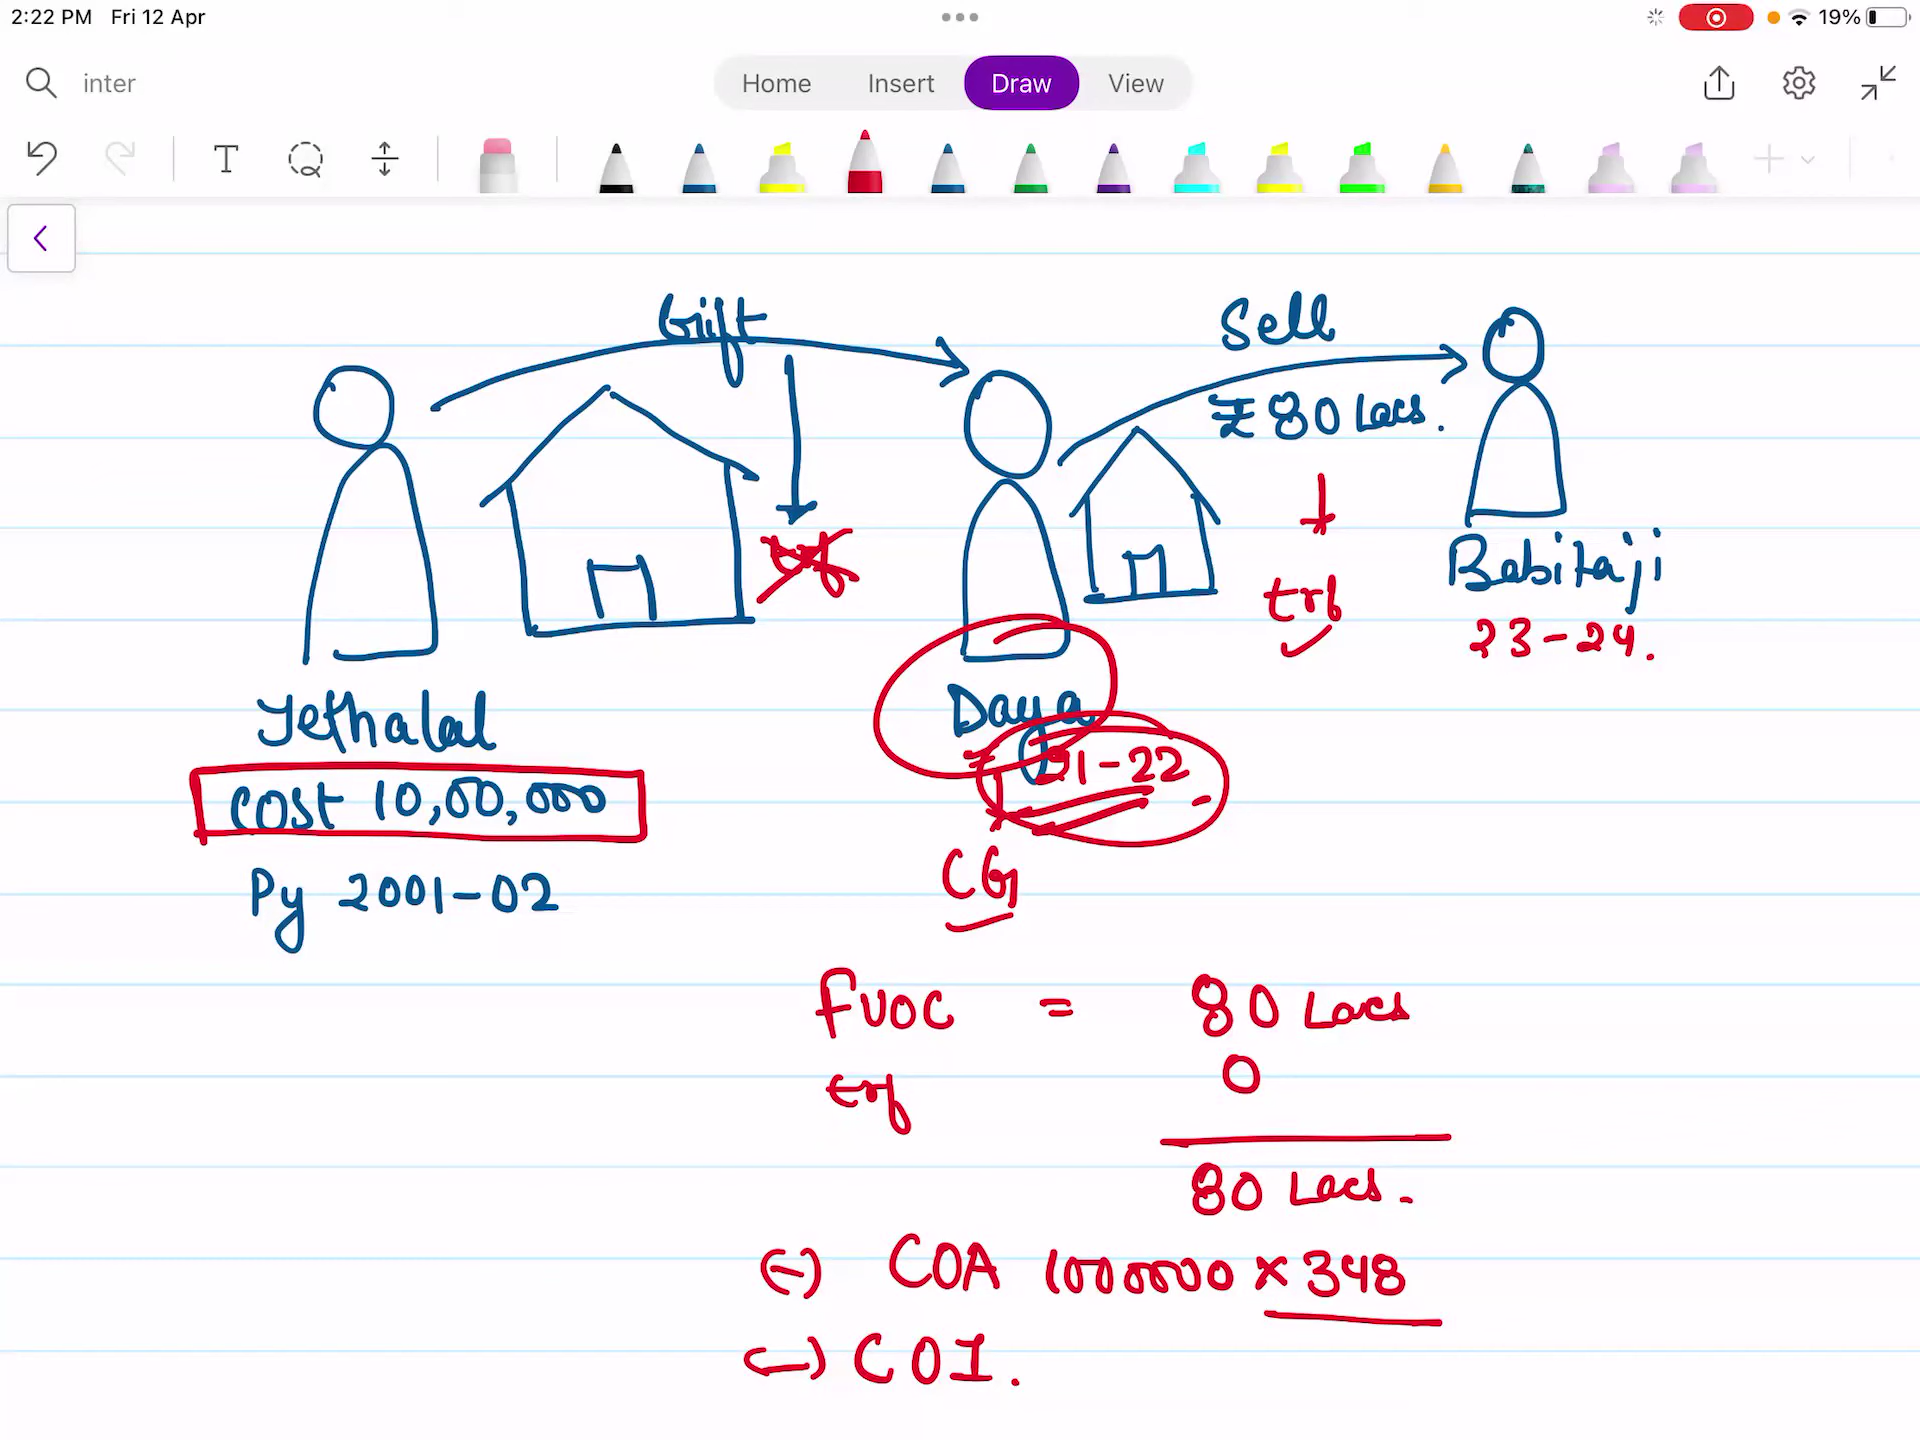 2:22 PM Fri 12 Apr
19%
inter
Home Insert Draw View
T
Gift
Sell
₹ 80 Lacs.
trf
trf
Babitaji
23-24.
Jethalal
Daya
Cost 10,00,000
21-22
Py 2001-02
CG
FVOC = 80 Lacs
trf 0
80 Lacs.
(-) COA 1000000 × 348
(-) COI.